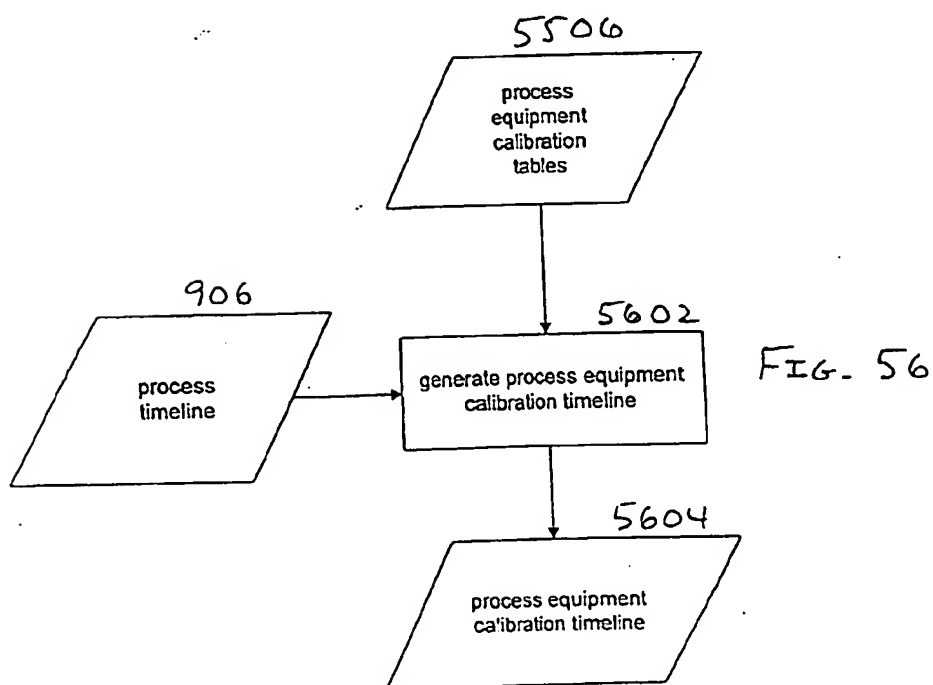 5506
process
equipment
calibration
tables
906
process
timeline
5602
generate process equipment
calibration timeline
FIG. 56
5604
process equipment
calibration timeline